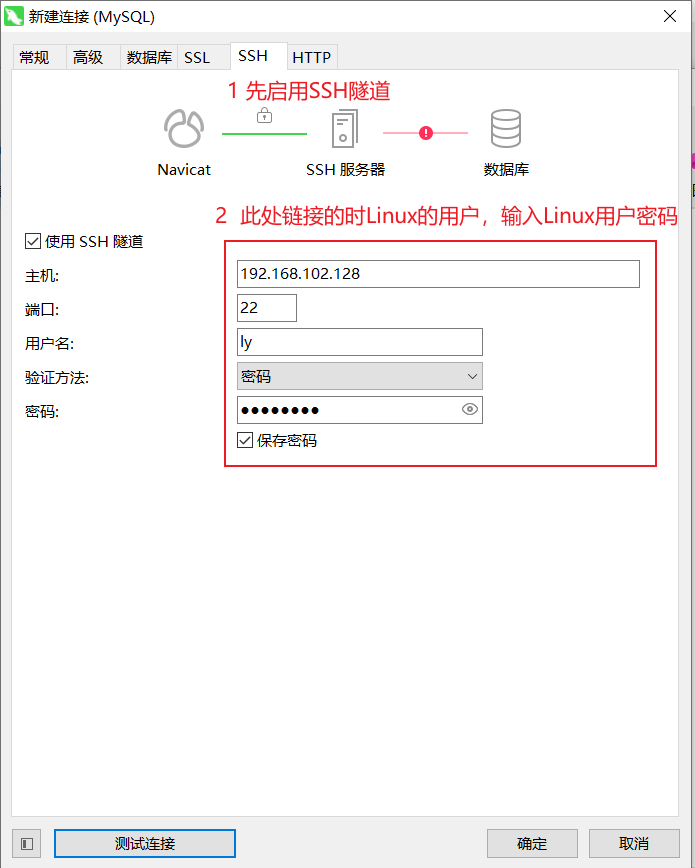 新建连接 (MySQL)
常规 高级 数据库 SSL SSH HTTP
1 先启用SSH隧道
Navicat SSH 服务器 数据库
2 此处链接的时Linux的用户，输入Linux用户密码
使用 SSH 隧道
主机: 192.168.102.128
端口: 22
用户名: ly
验证方法: 密码
密码: ●●●●●●●●
保存密码
测试连接 确定 取消